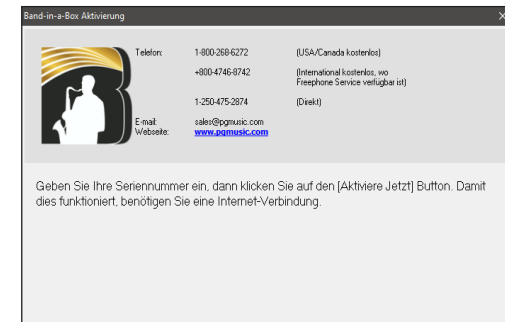 Band-in-a-Box Aktivierung
Telefon: 1-800-268-6272 (USA/Canada kostenlos)
+800-4746-8742 (International kostenlos, wo
Freephone Service verfügbar ist)
1-250-475-2874 (Direkt)
E-mail: sales@pgmusic.com
Webseite: www.pgmusic.com
Geben Sie Ihre Seriennummer ein, dann klicken Sie auf den [Aktiviere Jetzt] Button. Damit
dies funktioniert, benötigen Sie eine Internet-Verbindung.